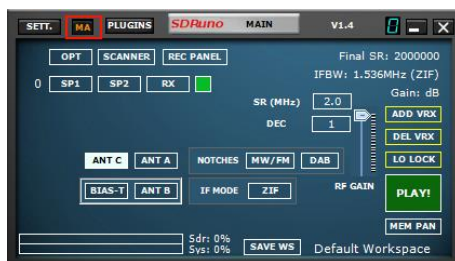 SETT. MA PLUGINS SDRuno MAIN V1.4 8 X
OPT SCANNER REC PANEL Final SR: 2000000
IFBW: 1.536MHz (ZIF)
0 SP1 SP2 RX Gain: dB
SR (MHz) 2.0 ADD VRX
DEC 1 DEL VRX
ANT C ANT A NOTCHES MW/FM DAB LO LOCK
BIAS-T ANT B IF MODE ZIF RF GAIN PLAY!
MEM PAN
Sdr: 0%
Sys: 0% SAVE WS Default Workspace